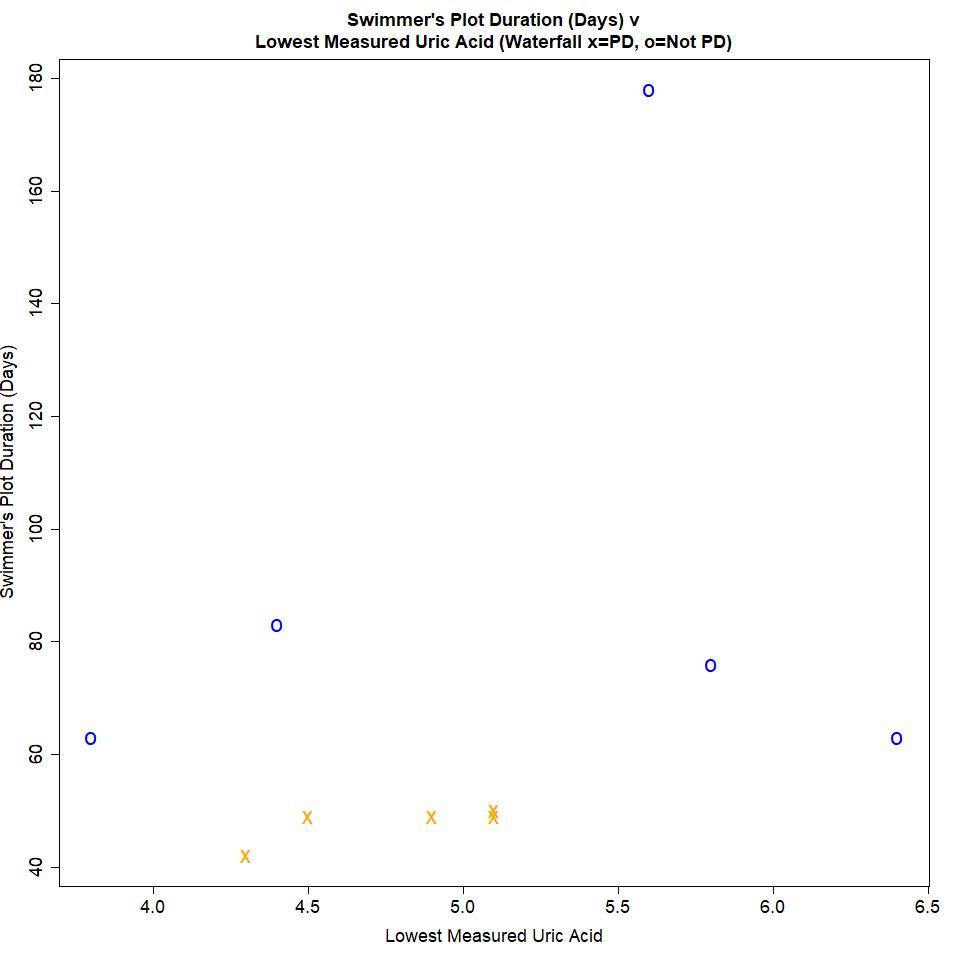 Swimmer's Plot Duration (Days) v
Lowest Measured Uric Acid (Waterfall x=PD, o=Not PD)
Swimmer's Plot Duration (Days)
180
160
140
120
100
80
60
40
O
O
O
O
O
X
X
X
X
X
4.0
4.5
5.0
5.5
6.0
6.5
Lowest Measured Uric Acid